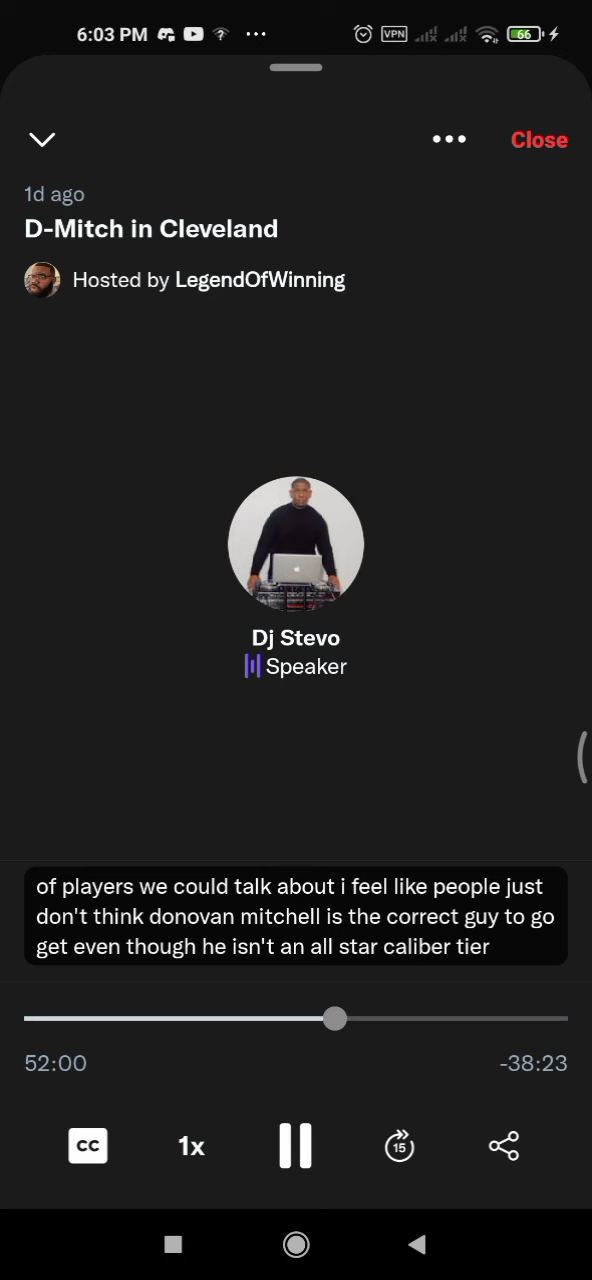 6:03 PM
VPN
66
Close
1d ago
D-Mitch in Cleveland
Hosted by LegendOfWinning
Dj Stevo
Speaker
of players we could talk about i feel like people just
don't think donovan mitchell is the correct guy to go
get even though he isn't an all star caliber tier
52:00
-38:23
CC
1x
15